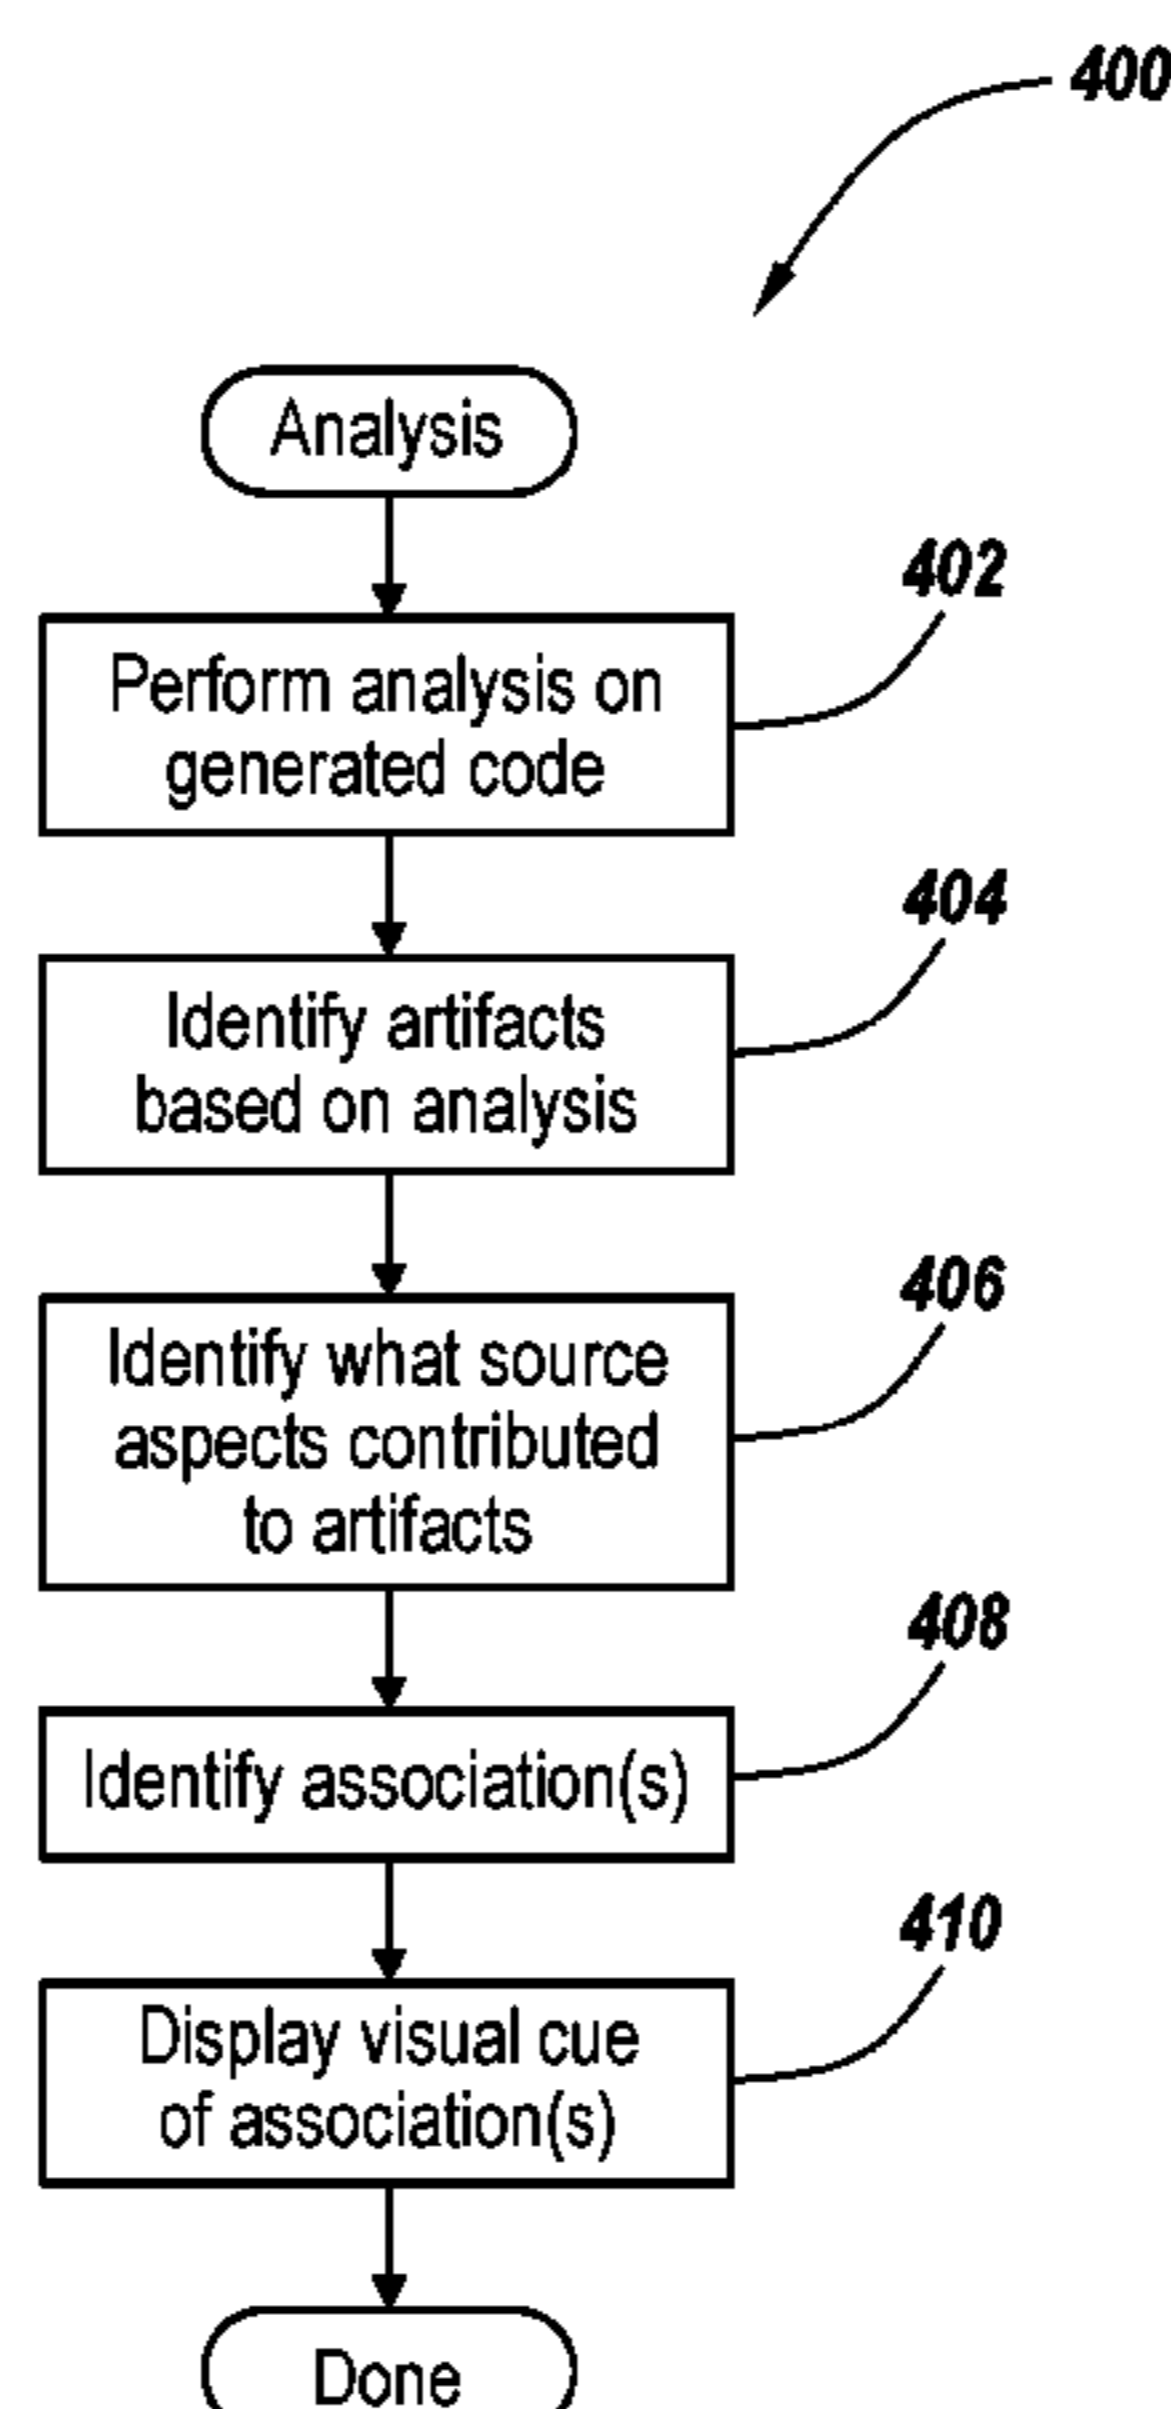 400
Analysis
402
Perform analysis on
generated code
404
Identify artifacts
based on analysis
406
Identify what source
aspects contributed
to artifacts
408
Identify association(s)
410
Display visual cue
of association(s)
Done